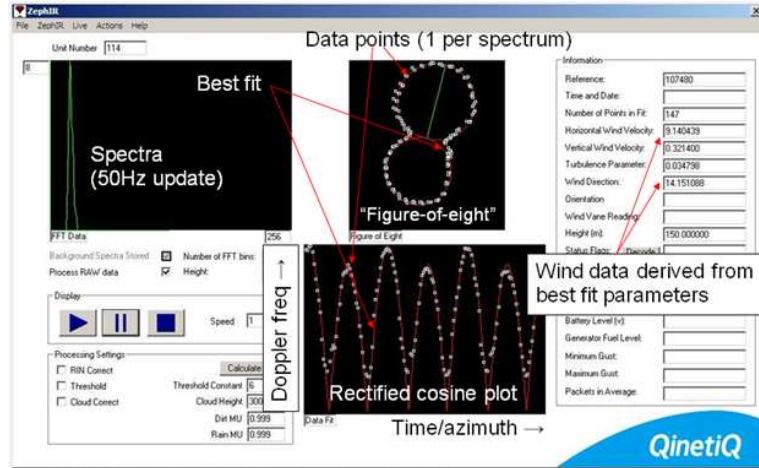 ZephIR
File ZephIR Live Actions Help
Unit Number 114
8
Data points (1 per spectrum)
Best fit
Spectra
(50Hz update)
"Figure-of-eight"
FFT Data 256
Figure of Eight
Background Spectra Stored Number of FFT bins:
Process RAW data Height:
Display
Speed 1
Processing Settings
RIN Correct Calculate
Threshold Threshold Constant 6
Cloud Correct Cloud Height 300
Dirt MU 0.999
Rain MU 0.999
Doppler freq →
Rectified cosine plot
Data Fit
Time/azimuth →
Information
Reference: 107480
Time and Date:
Number of Points in Fit: 147
Horizontal Wind Velocity: 9.140439
Vertical Wind Velocity: 0.321400
Turbulence Parameter: 0.034798
Wind Direction: 14.151088
Orientation
Wind Vane Reading:
Height (m): 150.000000
Status Flags: Decode
Wind data derived from
best fit parameters
Battery Level (v):
Generator Fuel Level:
Minimum Gust:
Maximum Gust:
Packets in Average:
QinetiQ